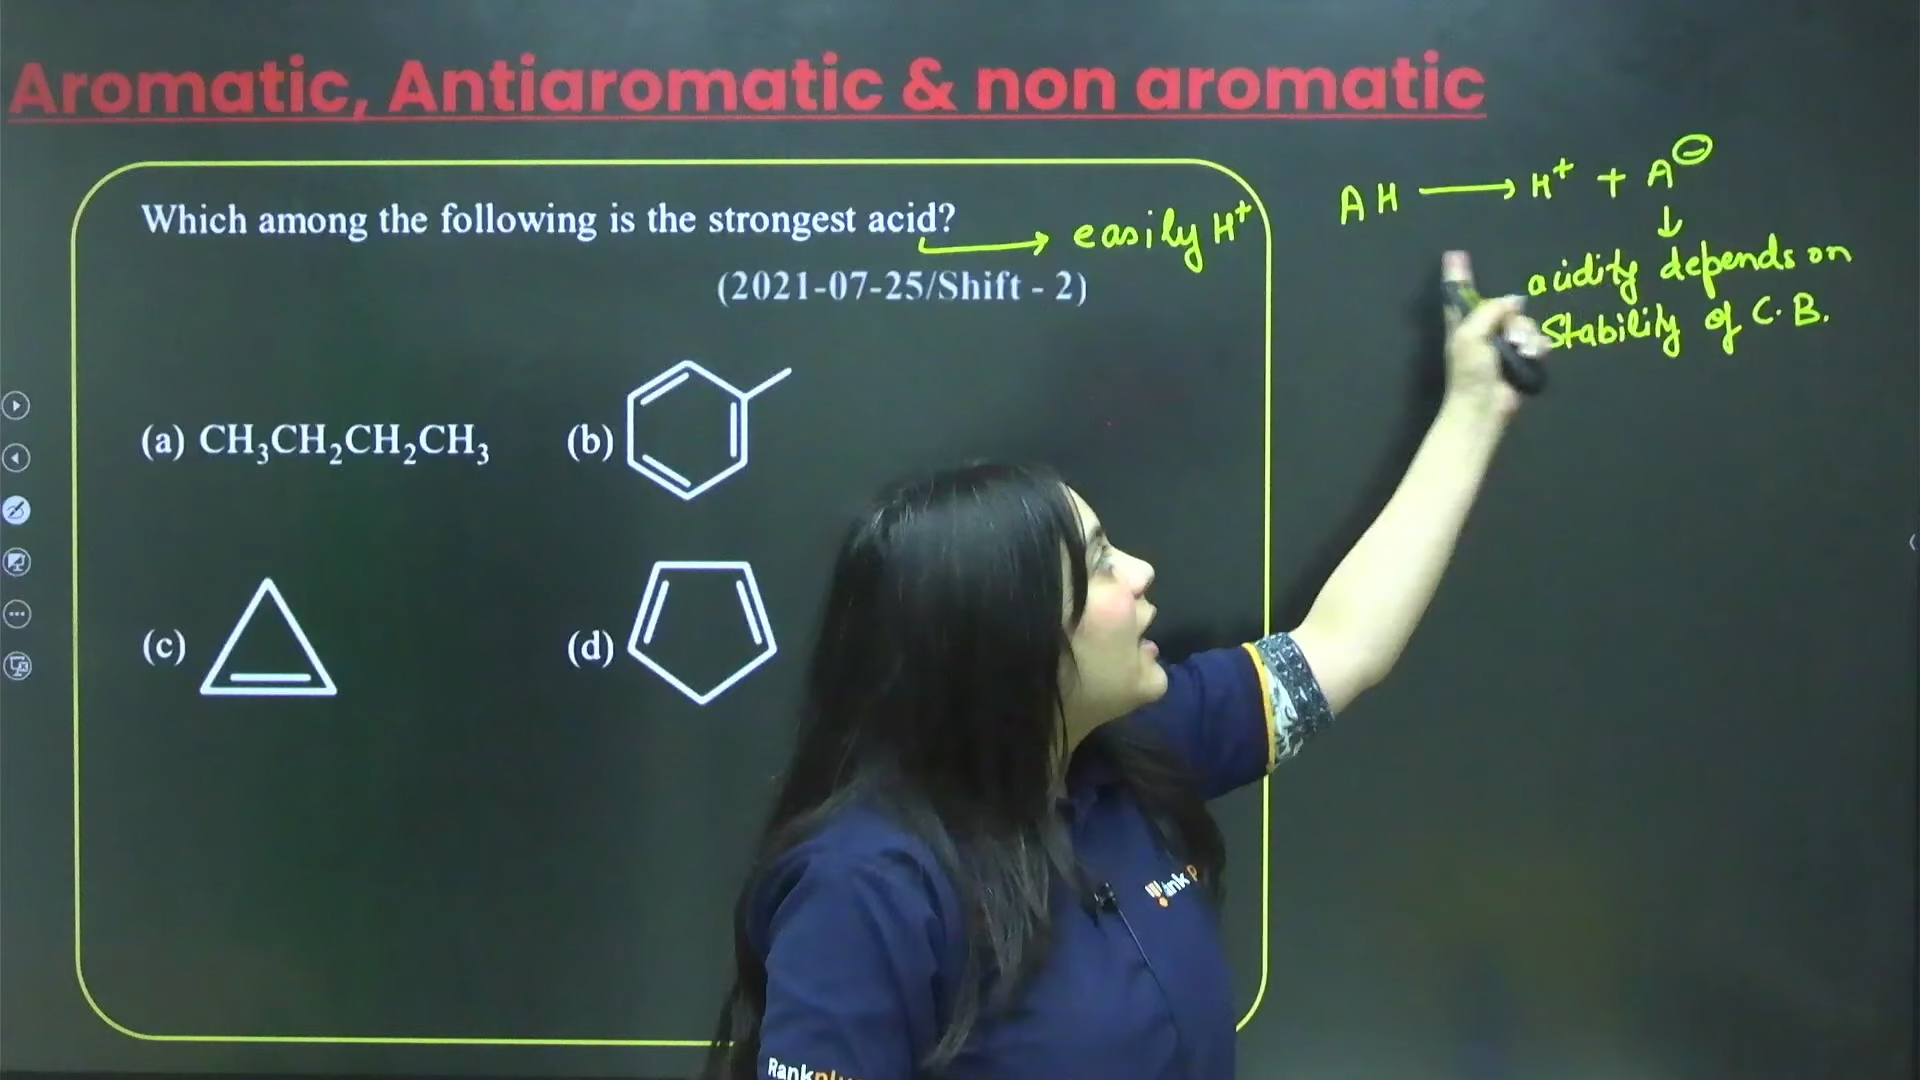 Aromatic, Antiaromatic & non aromatic
Which among the following is the strongest acid?
easily H⁺
(2021-07-25/Shift - 2)
(a) CH₃CH₂CH₂CH₃
(b)
(c)
(d)
AH ⟶ H⁺ + A⊖
↓
acidity depends on
Stability of C.B.